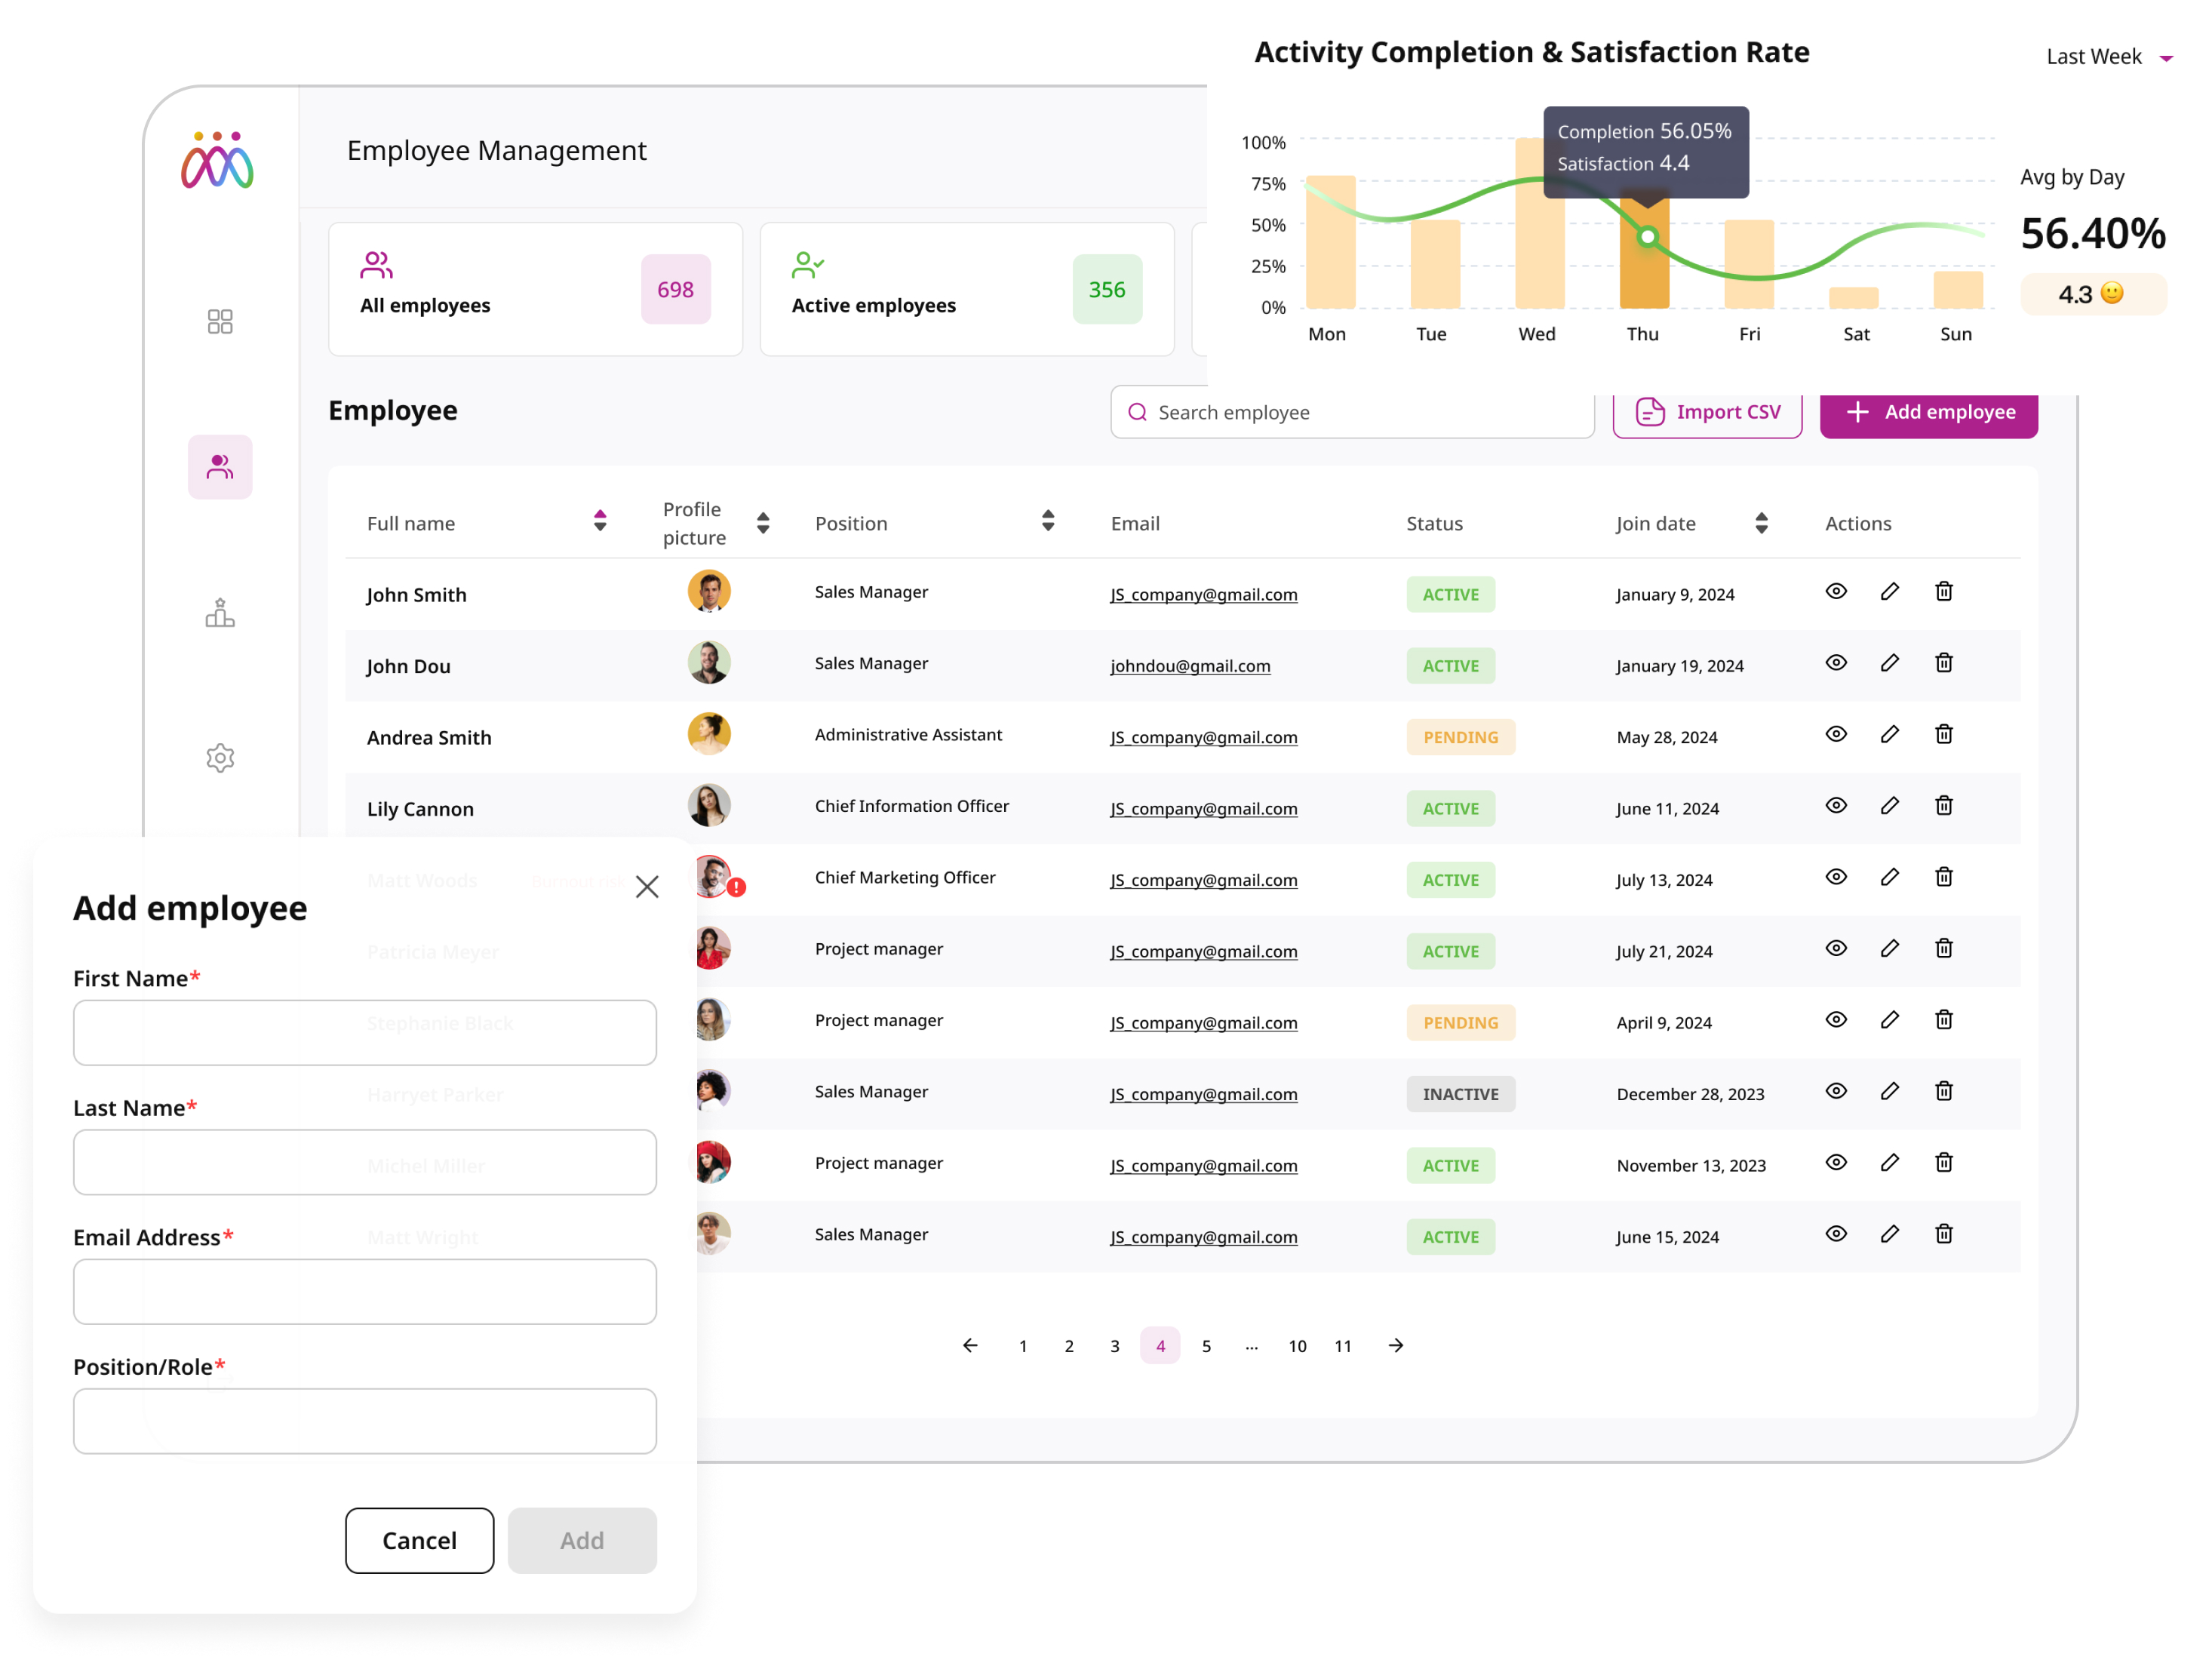 Activity Completion & Satisfaction Rate
Last Week
Completion 56.05%
Satisfaction 4.4
100%
75%
50%
25%
0%
Mon Tue Wed Thu Fri Sat Sun
Avg by Day
56.40%
4.3
Employee Management
All employees
698
Active employees
356
Employee
Search employee
Import CSV
Add employee
Full name
Profile
picture
Position
Email
Status
Join date
Actions
John Smith Sales Manager JS_company@gmail.com ACTIVE January 9, 2024
John Dou Sales Manager johndou@gmail.com ACTIVE January 19, 2024
Andrea Smith Administrative Assistant JS_company@gmail.com PENDING May 28, 2024
Lily Cannon Chief Information Officer JS_company@gmail.com ACTIVE June 11, 2024
Matt Woods Burnout risk Chief Marketing Officer JS_company@gmail.com ACTIVE July 13, 2024
Patricia Meyer Project manager JS_company@gmail.com ACTIVE July 21, 2024
Stephanie Black Project manager JS_company@gmail.com PENDING April 9, 2024
Harryet Parker Sales Manager JS_company@gmail.com INACTIVE December 28, 2023
Michel Miller Project manager JS_company@gmail.com ACTIVE November 13, 2023
Matt Wright Sales Manager JS_company@gmail.com ACTIVE June 15, 2024
1 2 3 4 5 ... 10 11
Add employee
First Name*
Last Name*
Email Address*
Position/Role*
Cancel
Add